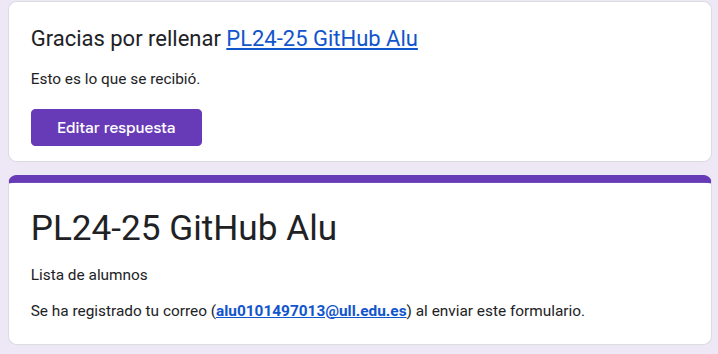 Gracias por rellenar PL24-25 GitHub Alu
Esto es lo que se recibió.
Editar respuesta
PL24-25 GitHub Alu
Lista de alumnos
Se ha registrado tu correo (alu0101497013@ull.edu.es) al enviar este formulario.